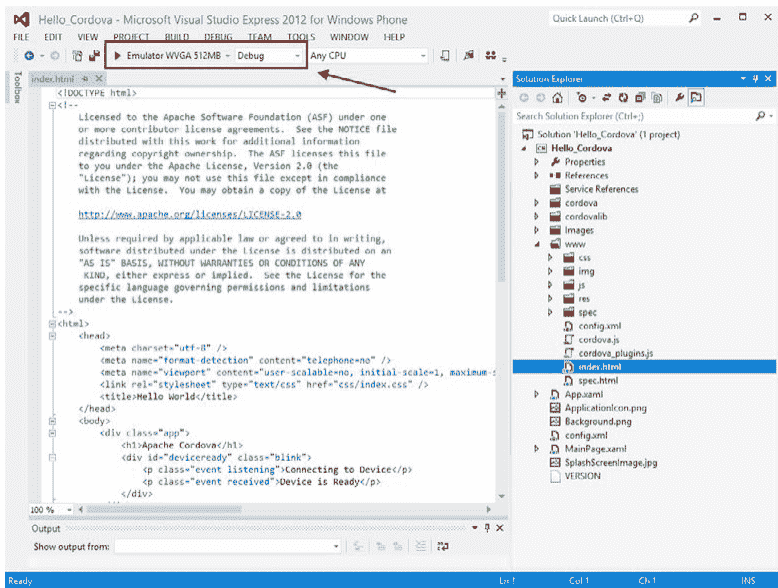 Hello_Cordova - Microsoft Visual Studio Express 2012 for Windows Phone
Quick Launch (Ctrl+Q)
FILE EDIT VIEW PROJECT BUILD DEBUG TEAM TOOLS WINDOW HELP
Emulator WVGA 512MB Debug Any CPU
Toolbox
index.html
<!DOCTYPE html>
<!--
Licensed to the Apache Software Foundation (ASF) under one
or more contributor license agreements. See the NOTICE file
distributed with this work for additional information
regarding copyright ownership. The ASF licenses this file
to you under the Apache License, Version 2.0 (the
"License"); you may not use this file except in compliance
with the License. You may obtain a copy of the License at
http://www.apache.org/licenses/LICENSE-2.0
Unless required by applicable law or agreed to in writing,
software distributed under the License is distributed on an
"AS IS" BASIS, WITHOUT WARRANTIES OR CONDITIONS OF ANY
KIND, either express or implied. See the License for the
specific language governing permissions and limitations
under the License.
-->
<html>
<head>
<meta charset="utf-8" />
<meta name="format-detection" content="telephone=no" />
<meta name="viewport" content="user-scalable=no, initial-scale=1, maximum-s
<link rel="stylesheet" type="text/css" href="css/index.css" />
<title>Hello World</title>
</head>
<body>
<div class="app">
<h1>Apache Cordova</h1>
<div id="deviceready" class="blink">
<p class="event listening">Connecting to Device</p>
<p class="event received">Device is Ready</p>
</div>
100 %
Output
Show output from:
Solution Explorer
Search Solution Explorer (Ctrl+;)
Solution 'Hello_Cordova' (1 project)
Hello_Cordova
Properties
References
Service References
cordova
cordovalib
Images
www
css
img
js
res
spec
config.xml
cordova.js
cordova_plugins.js
index.html
spec.html
App.xaml
ApplicationIcon.png
Background.png
config.xml
MainPage.xaml
SplashScreenImage.jpg
VERSION
Ready Ln 1 Col 1 Ch 1 INS